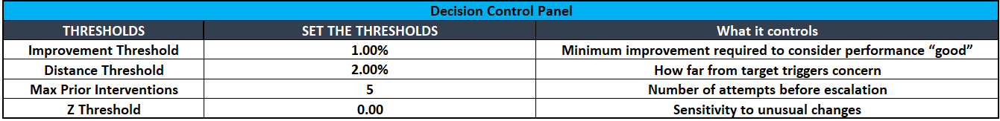 Decision Control Panel
THRESHOLDS SET THE THRESHOLDS What it controls
Improvement Threshold 1.00% Minimum improvement required to consider performance “good”
Distance Threshold 2.00% How far from target triggers concern
Max Prior Interventions 5 Number of attempts before escalation
Z Threshold 0.00 Sensitivity to unusual changes